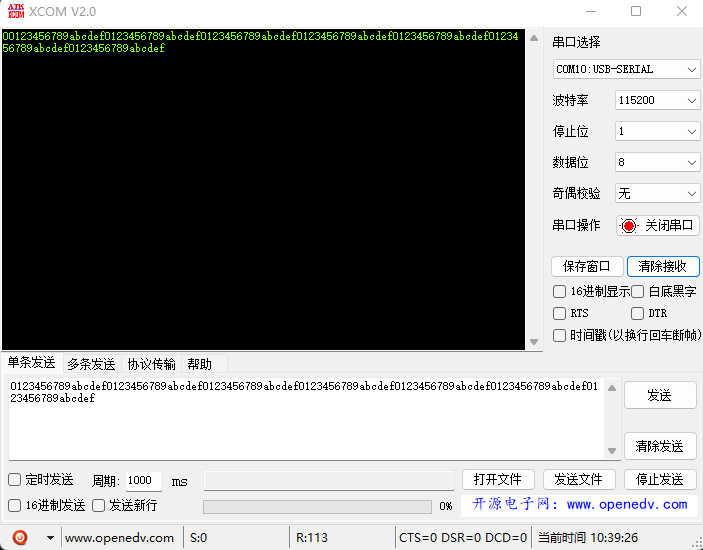 ATK XCOM
XCOM V2.0
00123456789abcdef0123456789abcdef0123456789abcdef0123456789abcdef0123456789abcdef01234
56789abcdef0123456789abcdef
串口选择
COM10:USB-SERIAL
波特率 115200
停止位 1
数据位 8
奇偶校验 无
串口操作 关闭串口
保存窗口 清除接收
16进制显示 白底黑字
RTS DTR
时间戳(以换行回车断帧)
单条发送 多条发送 协议传输 帮助
0123456789abcdef0123456789abcdef0123456789abcdef0123456789abcdef0123456789abcdef0123456789abcdef01
23456789abcdef
发送
清除发送
定时发送 周期: 1000 ms 打开文件 发送文件 停止发送
16进制发送 发送新行 0% 开源电子网：www.openedv.com
www.openedv.com S:0 R:113 CTS=0 DSR=0 DCD=0 当前时间 10:39:26